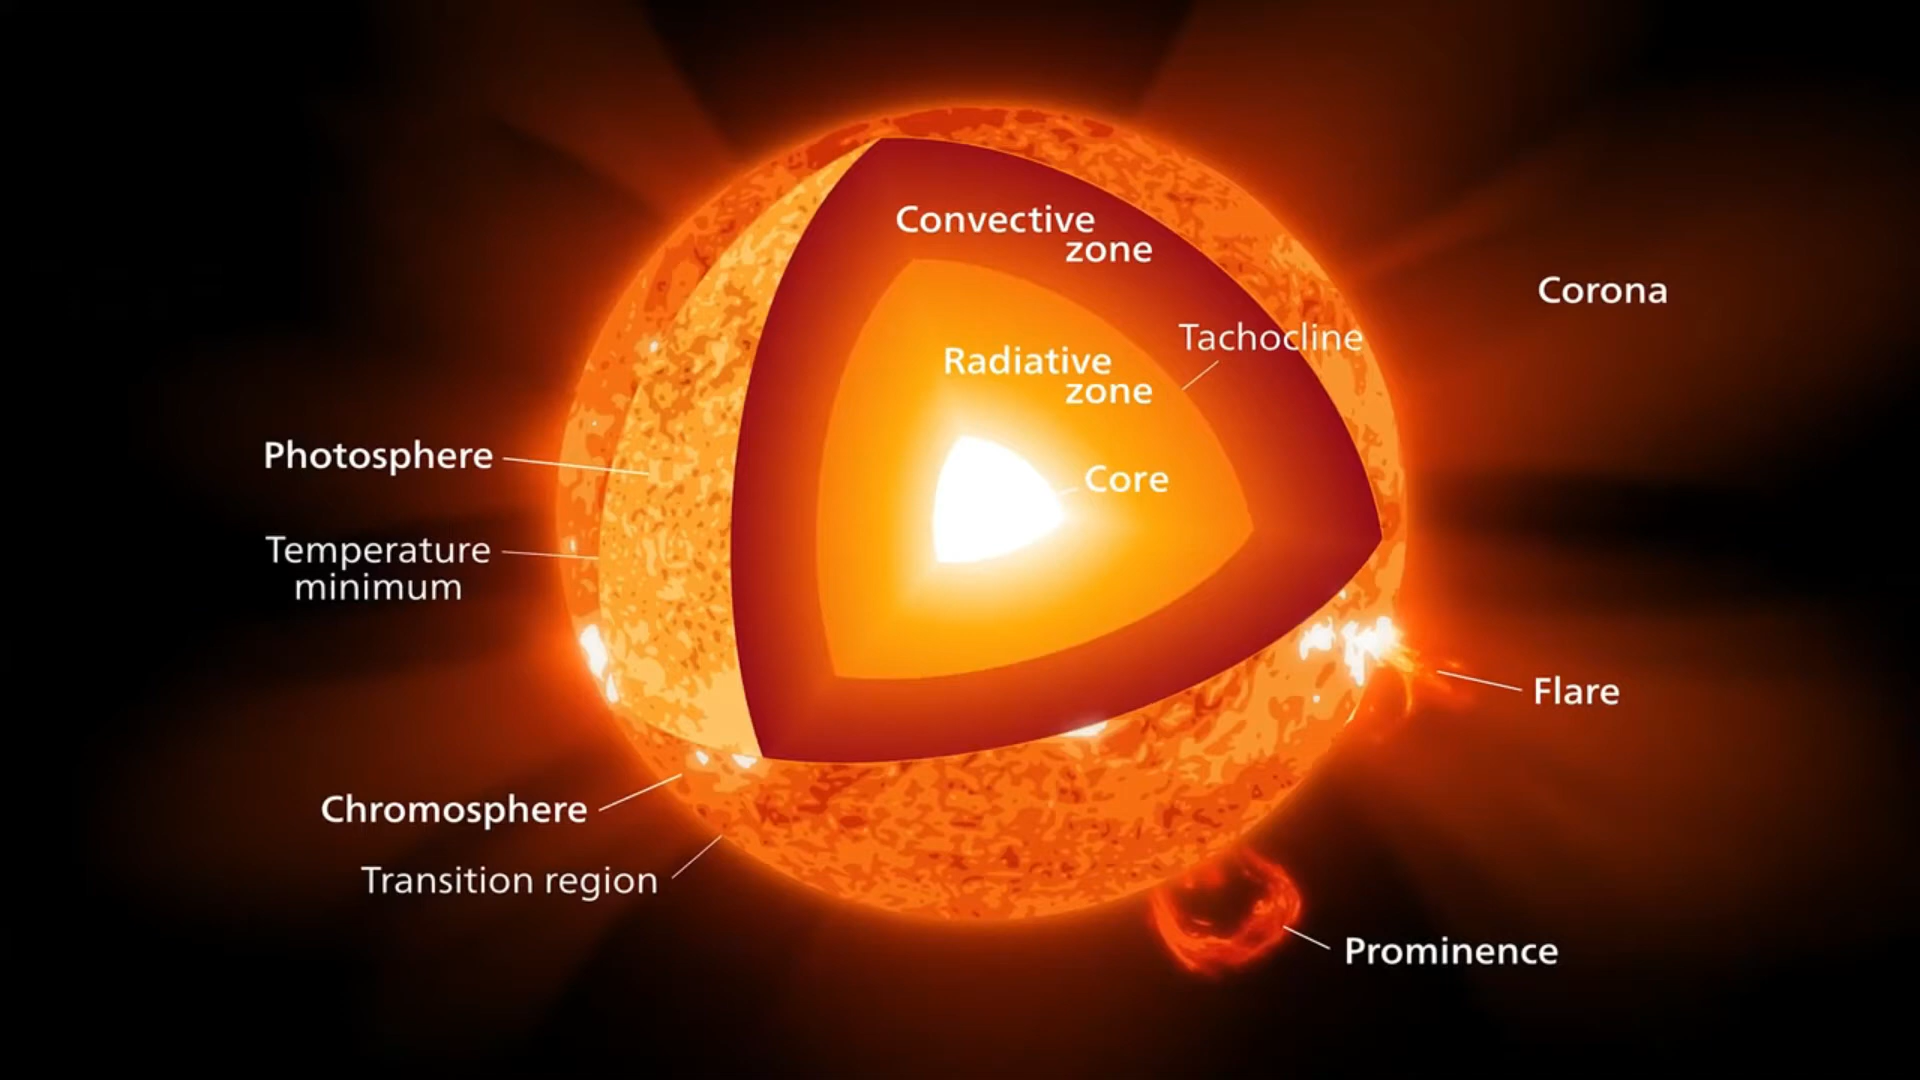 Convective
zone
Corona
Tachocline
Radiative
zone
Photosphere
Core
Temperature
minimum
Flare
Chromosphere
Transition region
Prominence